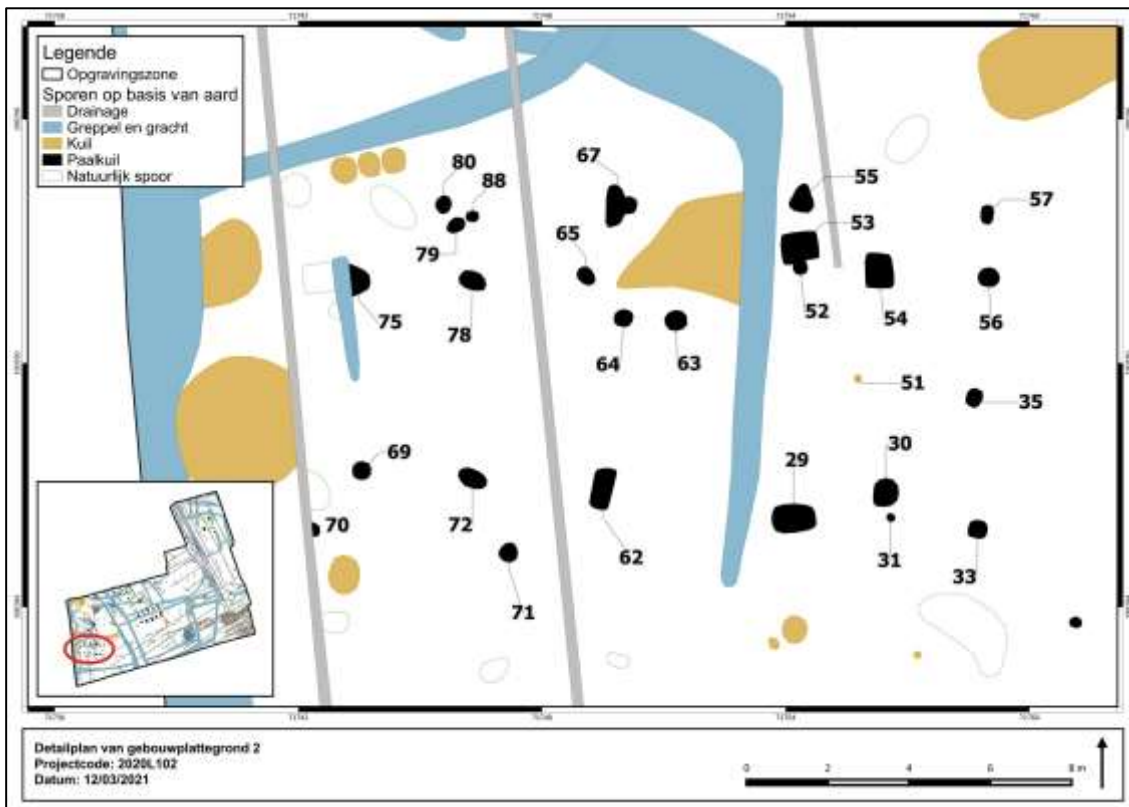 Legende
Opgravingszone
Sporen op basis van aard
Drainage
Greppel en gracht
Kuil
Paalkuil
Natuurlijk spoor
80
88
67
55
57
53
65
79
75
78
52
54
56
64
63
51
35
30
69
29
70
72
62
31
33
71
Detailplan van gebouwplattegrond 2
Projectcode: 2020L102
Datum: 12/03/2021
0 2 4 6 8 m